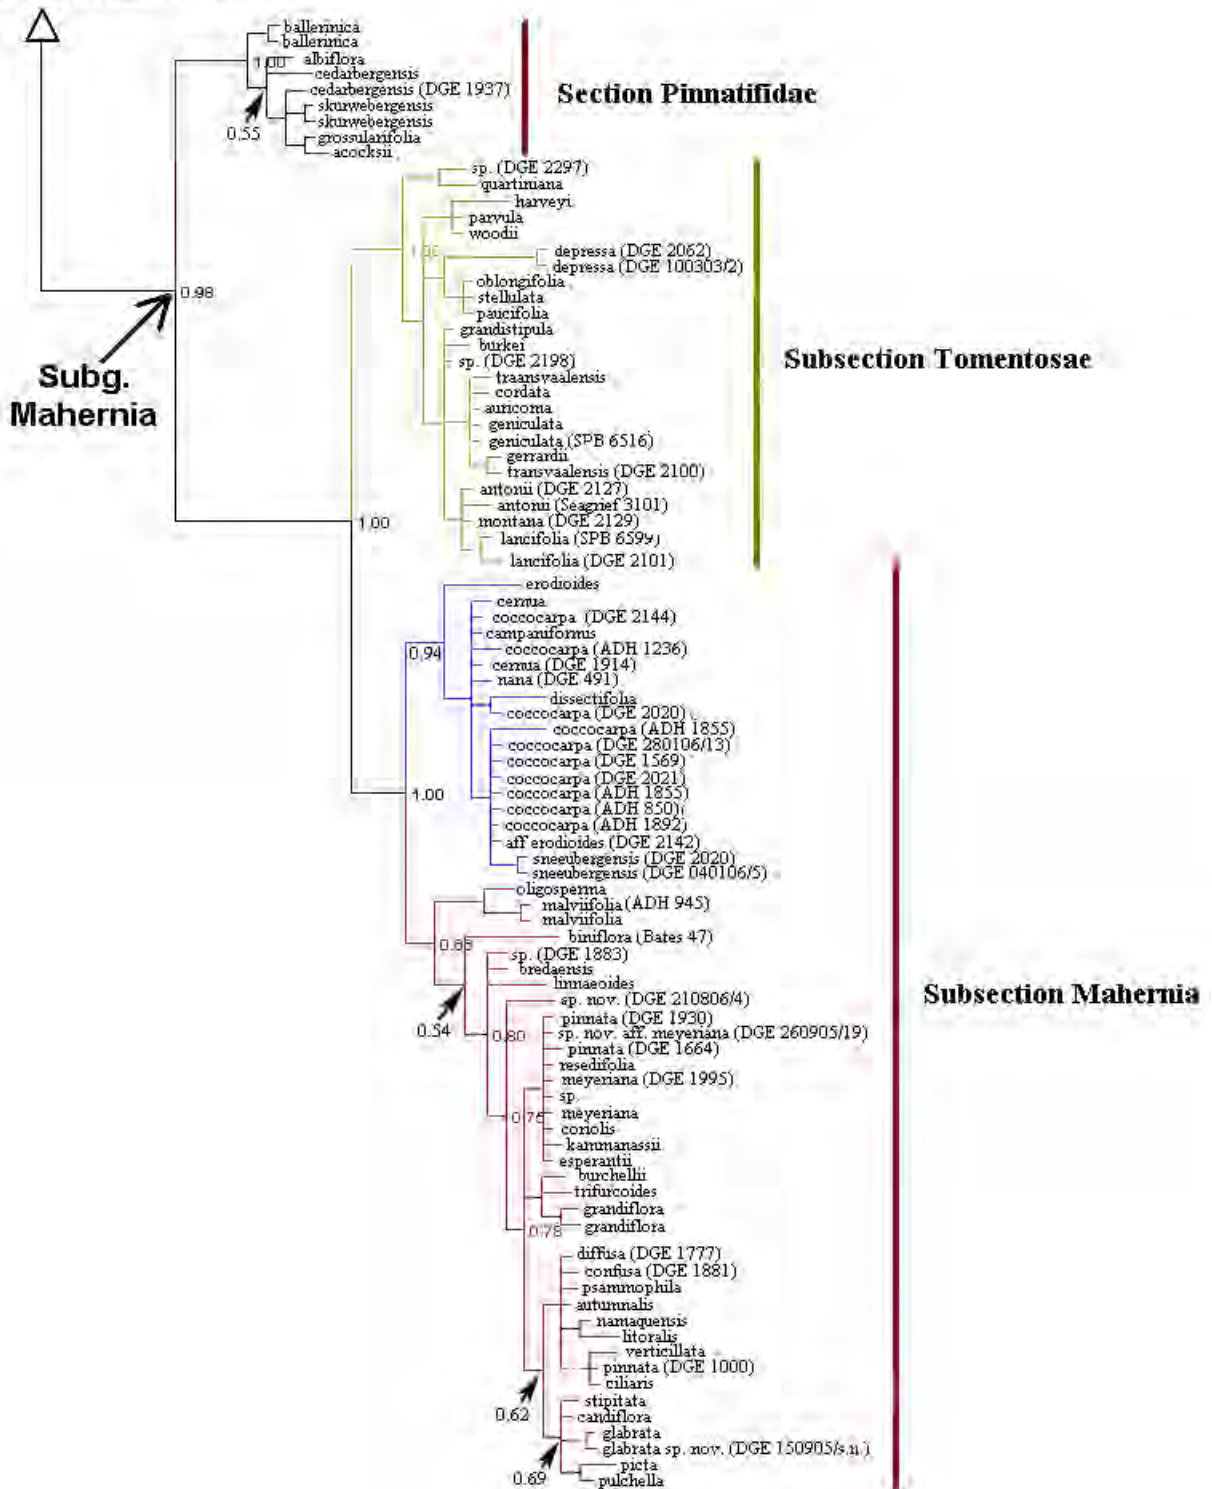 ballerinica
ballerinica
1.00
albiflora
cedarbergensis
cedarbergensis (DGE 1937)
skurwebergensis
skurwebergensis
0.55
grossularifolia
acocksii
Section Pinnatifidae
sp. (DGE 2297)
quartiniana
harveyi
parvula
woodii
depressa (DGE 2062)
depressa (DGE 100303/2)
oblongifolia
stellulata
paucifolia
grandistipula
burkei
sp. (DGE 2198)
traansvaalensis
cordata
auricoma
geniculata
geniculata (SPB 6516)
gerrardii
transvaalensis (DGE 2100)
antonii (DGE 2127)
antonii (Seagrief 3101)
montana (DGE 2129)
lancifolia (SPB 6599)
lancifolia (DGE 2101)
Subsection Tomentosae
0.98
Subg.
Mahernia
1.00
erodioides
cernua
coccocarpa (DGE 2144)
campaniformus
0.94
coccocarpa (ADH 1236)
cernua (DGE 1914)
nana (DGE 491)
dissectifolia
coccocarpa (DGE 2020)
coccocarpa (ADH 1855)
coccocarpa (DGE 280106/13)
coccocarpa (DGE 1569)
coccocarpa (DGE 2021)
1.00
coccocarpa (ADH 1855)
coccocarpa (ADH 850)
coccocarpa (ADH 1892)
aff erodioides (DGE 2142)
sneeubergensis (DGE 2020)
sneeubergensis (DGE 040106/5)
oligosperma
malviifolia (ADH 945)
malviifolia
biniflora (Bates 47)
sp. (DGE 1883)
bredaensis
linnaeoides
sp. nov. (DGE 210806/4)
0.54
0.80
pinnata (DGE 1930)
sp. nov. aff. meyeriana (DGE 260905/19)
pinnata (DGE 1664)
resedifolia
meyeriana (DGE 1995)
sp.
meyeriana
coriolis
kammanassii
esperantii
burchellii
trifurcoides
grandiflora
grandiflora
0.78
Subsection Mahernia
diffusa (DGE 1777)
confusa (DGE 1881)
psammophila
autumnalis
namaquensis
litoralis
verticillata
pinnata (DGE 1000)
ciliaris
0.62
stipitata
candiflora
glabrata
glabrata sp. nov. (DGE 150905/s.n.)
picta
0.69
pulchella